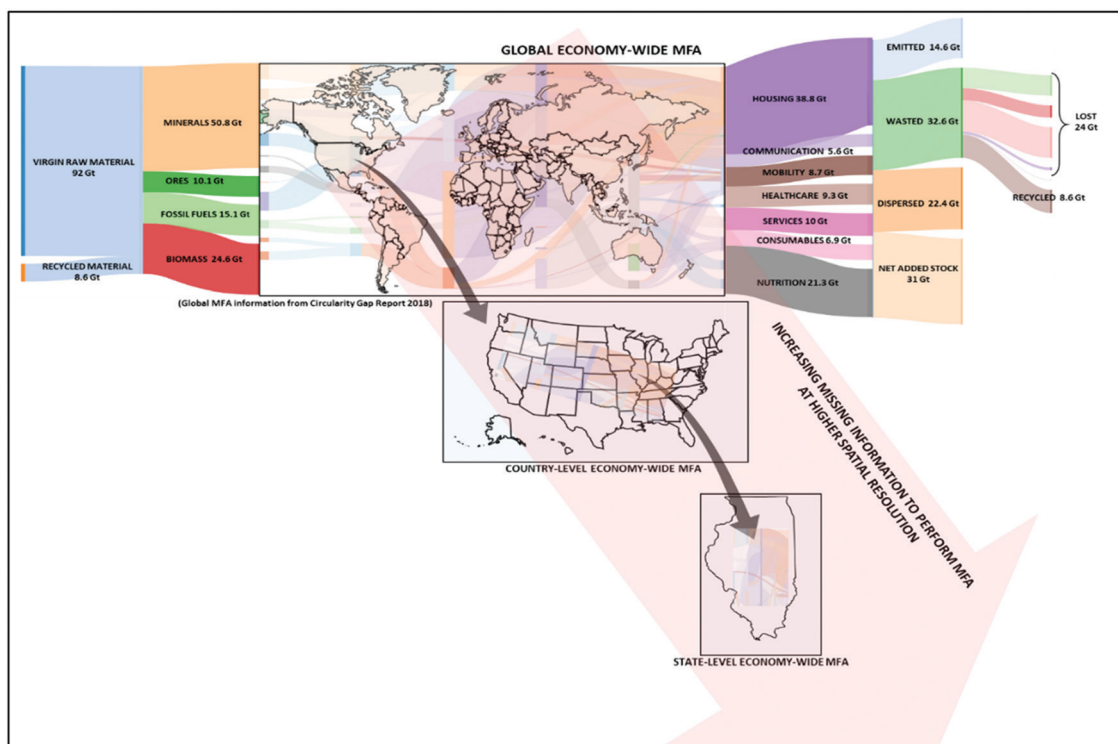 GLOBAL ECONOMY-WIDE MFA
VIRGIN RAW MATERIAL
92 Gt
RECYCLED MATERIAL
8.6 Gt
MINERALS 50.8 Gt
ORES 10.1 Gt
FOSSIL FUELS 15.1 Gt
BIOMASS 24.6 Gt
(Global MFA information from Circularity Gap Report 2018)
HOUSING 38.8 Gt
COMMUNICATION 5.6 Gt
MOBILITY 8.7 Gt
HEALTHCARE 9.3 Gt
SERVICES 10 Gt
CONSUMABLES 6.9 Gt
NUTRITION 21.3 Gt
EMITTED 14.6 Gt
WASTED 32.6 Gt
DISPERSED 22.4 Gt
NET ADDED STOCK
31 Gt
LOST
24 Gt
RECYCLED 8.6 Gt
COUNTRY-LEVEL ECONOMY-WIDE MFA
INCREASING MISSING INFORMATION TO PERFORM MFA
AT HIGHER SPATIAL RESOLUTION
STATE-LEVEL ECONOMY-WIDE MFA